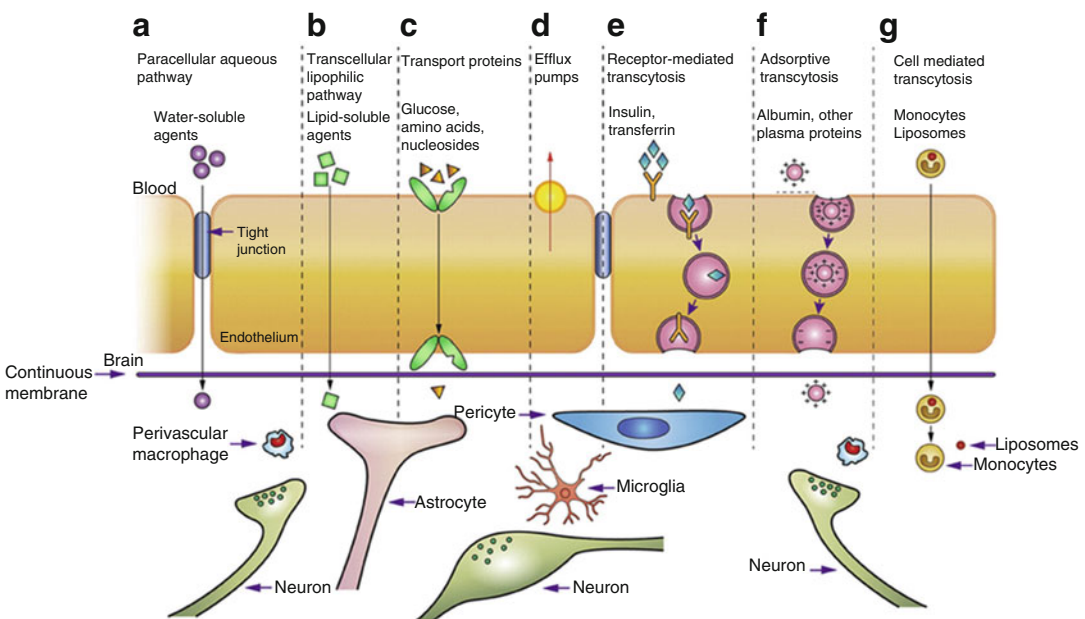 a
Paracellular aqueous
pathway
Water-soluble
agents
b
Transcellular
lipophilic
pathway
Lipid-soluble
agents
c
Transport proteins
Glucose,
amino acids,
nucleosides
d
Efflux
pumps
e
Receptor-mediated
transcytosis
Insulin,
transferrin
f
Adsorptive
transcytosis
Albumin, other
plasma proteins
g
Cell mediated
transcytosis
Monocytes
Liposomes
Blood
Tight
junction
Endothelium
Brain
Continuous
membrane
Perivascular
macrophage
Pericyte
Liposomes
Monocytes
Astrocyte
Microglia
Neuron
Neuron
Neuron